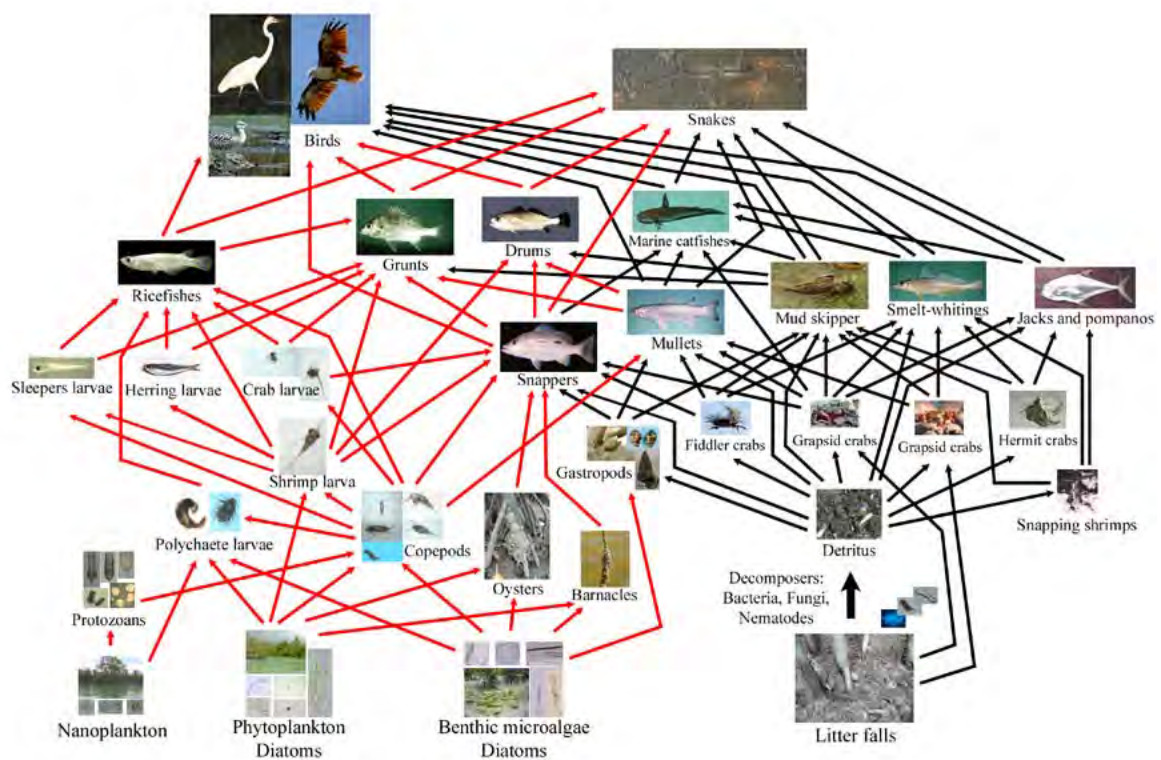 Birds
Snakes
Ricefishes
Grunts
Drums
Marine catfishes
Mud skipper
Smelt-whitings
Jacks and pompanos
Sleepers larvae
Herring larvae
Crab larvae
Snappers
Mullets
Shrimp larva
Gastropods
Fiddler crabs
Grapsid crabs
Grapsid crabs
Hermit crabs
Polychaete larvae
Copepods
Oysters
Barnacles
Detritus
Snapping shrimps
Protozoans
Decomposers:
Bacteria, Fungi,
Nematodes
Nanoplankton
Phytoplankton
Diatoms
Benthic microalgae
Diatoms
Litter falls